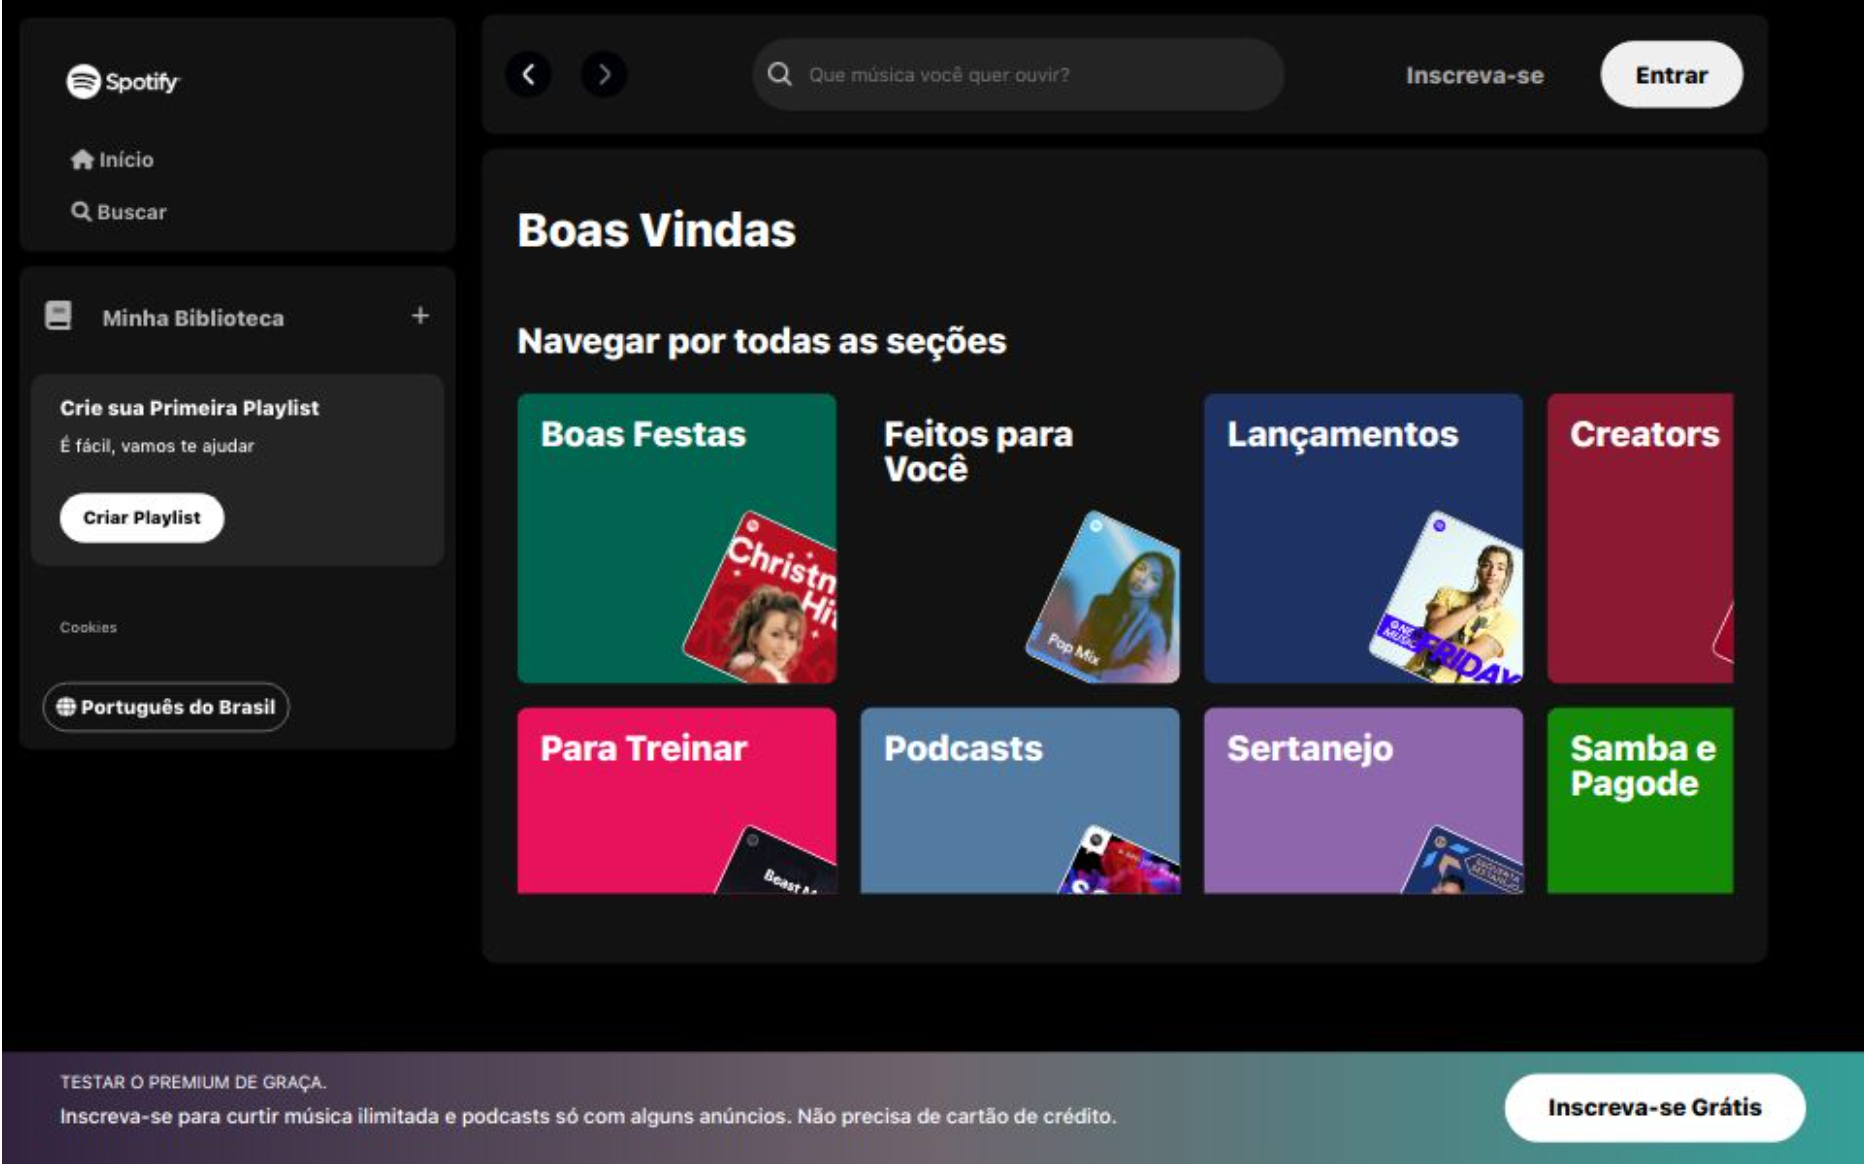 Spotify
Início
Buscar
Minha Biblioteca
+
Crie sua Primeira Playlist
É fácil, vamos te ajudar
Criar Playlist
Cookies
Português do Brasil
Que música você quer ouvir?
Inscreva-se
Entrar
Boas Vindas
Navegar por todas as seções
Boas Festas
Christm
Hit
Feitos para
Você
Pop Mix
Lançamentos
FRIDAY
Creators
Para Treinar
Beast M
Podcasts
Sertanejo
Samba e
Pagode
TESTAR O PREMIUM DE GRAÇA.
Inscreva-se para curtir música ilimitada e podcasts só com alguns anúncios. Não precisa de cartão de crédito.
Inscreva-se Grátis